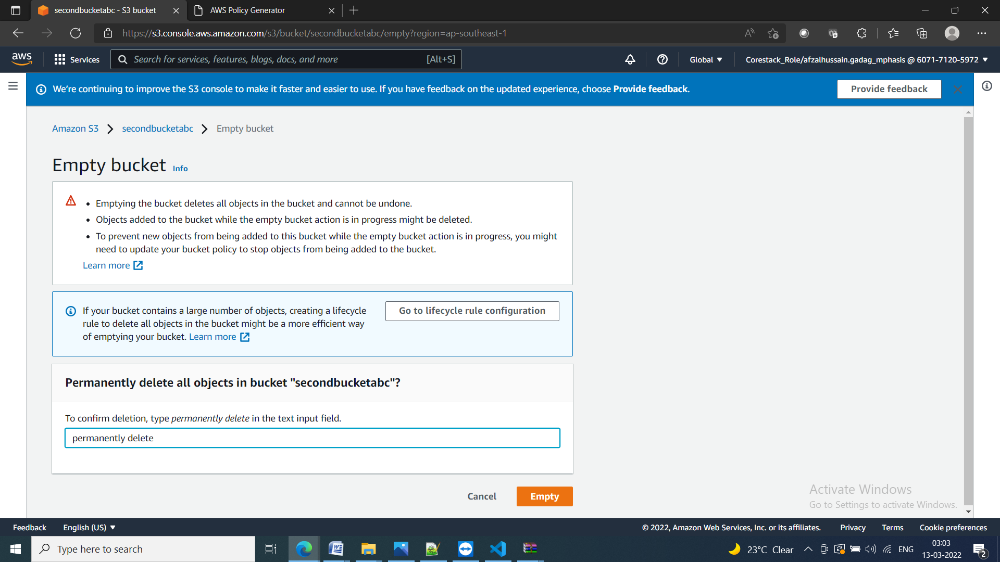 secondbucketabc - S3 bucket
AWS Policy Generator
https://s3.console.aws.amazon.com/s3/bucket/secondbucketabc/empty?region=ap-southeast-1
aws
Services
Search for services, features, blogs, docs, and more [Alt+S]
Global
Corestack_Role/afzalhussain.gadag_mphasis @ 6071-7120-5972
We're continuing to improve the S3 console to make it faster and easier to use. If you have feedback on the updated experience, choose Provide feedback.
Provide feedback
Amazon S3 > secondbucketabc > Empty bucket
Empty bucket Info
• Emptying the bucket deletes all objects in the bucket and cannot be undone.
• Objects added to the bucket while the empty bucket action is in progress might be deleted.
• To prevent new objects from being added to this bucket while the empty bucket action is in progress, you might
need to update your bucket policy to stop objects from being added to the bucket.
Learn more
If your bucket contains a large number of objects, creating a lifecycle
rule to delete all objects in the bucket might be a more efficient way
of emptying your bucket. Learn more
Go to lifecycle rule configuration
Permanently delete all objects in bucket "secondbucketabc"?
To confirm deletion, type permanently delete in the text input field.
permanently delete
Cancel
Empty
Activate Windows
Go to Settings to activate Windows.
Feedback
English (US)
© 2022, Amazon Web Services, Inc. or its affiliates.
Privacy
Terms
Cookie preferences
Type here to search
23°C Clear
ENG
03:03
13-03-2022
2